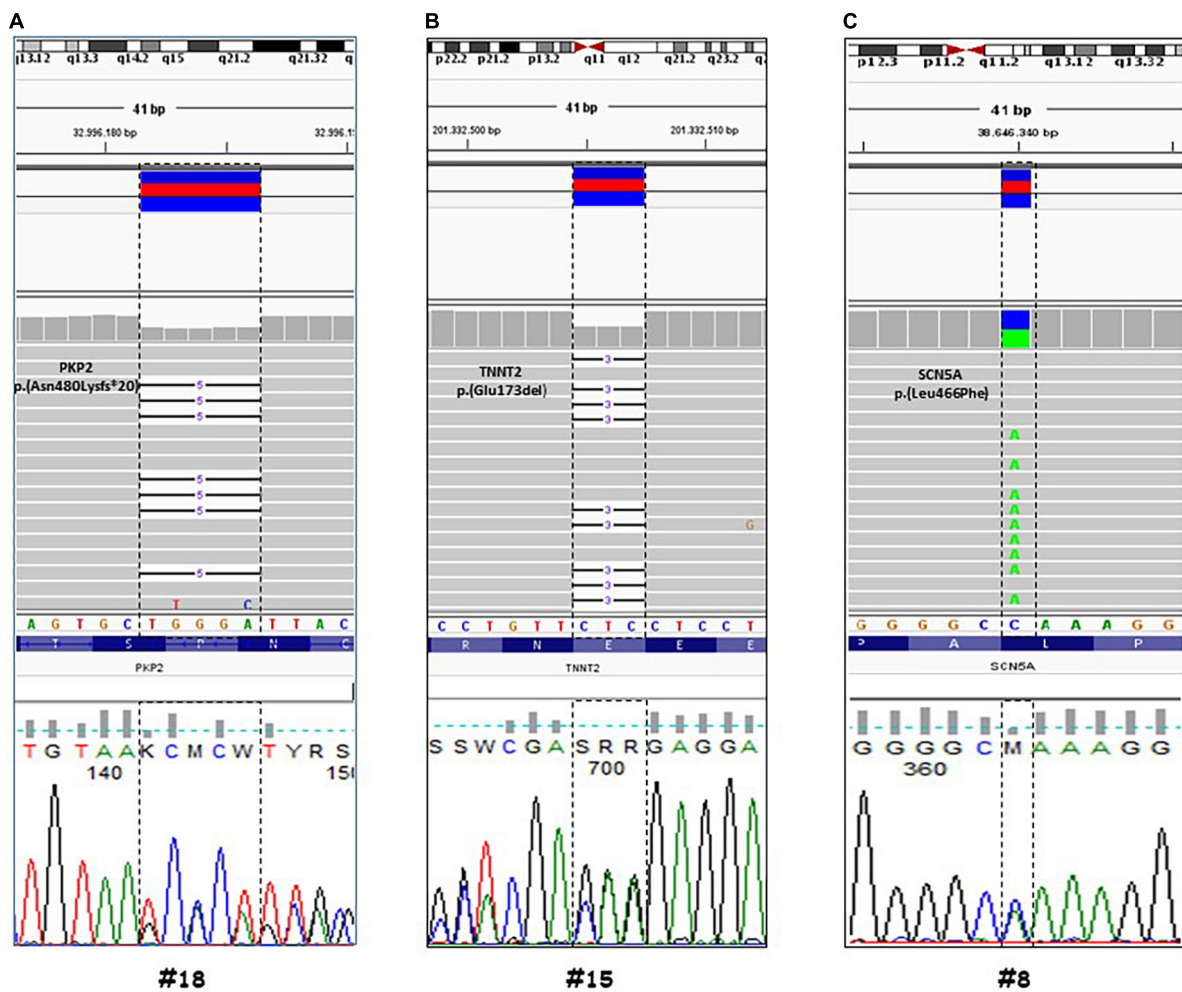 A
B
C
q13.12 q13.3 q14.2 q15 q21.2 q21.32 q
41 bp
32.996.180 bp 32.996.1
PKP2
p.(Asn480Lysfs*20)
5
5
5
5
5
5
5
T C
A G T G C T G G G A T T A C
T S P N C
PKP2
T G T A A K C M C W T Y R S
140 15
#18
p22.2 p21.2 p13.2 q11 q12 q21.2 q23.2 q.
41 bp
201.332.500 bp 201.332.510 bp
TNNT2
p.(Glu173del)
3
3
3
3
3
3 G
3
3
3
C C T G T T C T C C T C C T
R N E E E
TNNT2
S S W C G A S R R G A G G A
700
#15
p12.3 p11.2 q11.2 q13.12 q13.32
41 bp
38.646.340 bp
SCN5A
p.(Leu466Phe)
A
A
A
A
A
A
A
A
A
G G G G C C A A A G G
P A L P
SCN5A
G G G G C M A A A G G
360
#8